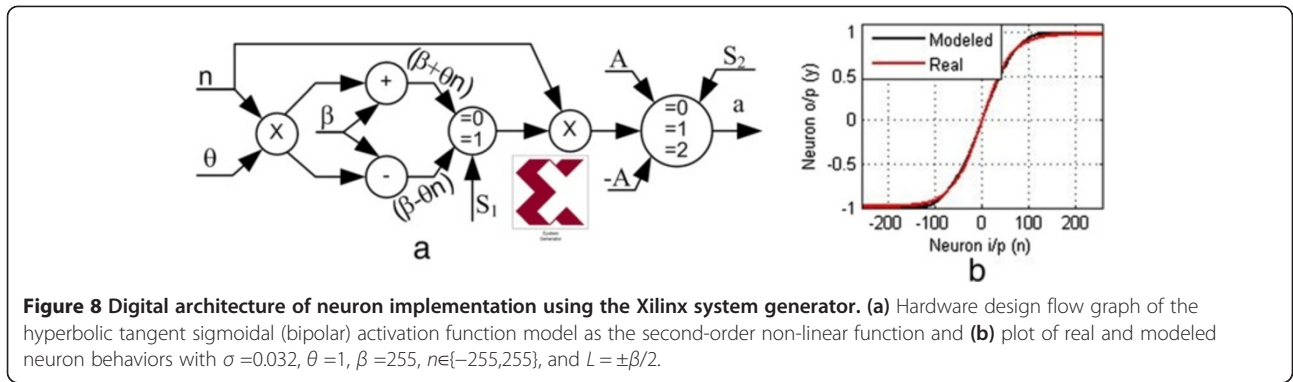 n
θ
X
+
β
-
(β+θn)
(β-θn)
=0
=1
S1
X
System
Generator
A
-A
=0
=1
=2
S2
a
a
Modeled
Real
Neuron o/p (y)
1
0.5
0
-0.5
-1
-200 -100 0 100 200
Neuron i/p (n)
b
Figure 8 Digital architecture of neuron implementation using the Xilinx system generator. (a) Hardware design flow graph of the
hyperbolic tangent sigmoidal (bipolar) activation function model as the second-order non-linear function and (b) plot of real and modeled
neuron behaviors with σ =0.032, θ =1, β =255, n∈{−255,255}, and L = ±β/2.